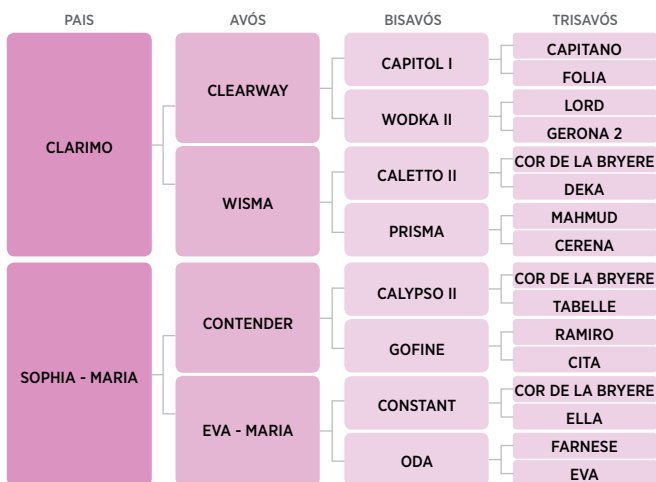 PAIS
AVÓS
BISAVÓS
TRISAVÓS
CLARIMO
CLEARWAY
CAPITOL I
CAPITANO
FOLIA
WODKA II
LORD
GERONA 2
WISMA
CALETTO II
COR DE LA BRYERE
DEKA
PRISMA
MAHMUD
CERENA
SOPHIA - MARIA
CONTENDER
CALYPSO II
COR DE LA BRYERE
TABELLE
GOFINE
RAMIRO
CITA
EVA - MARIA
CONSTANT
COR DE LA BRYERE
ELLA
ODA
FARNESE
EVA